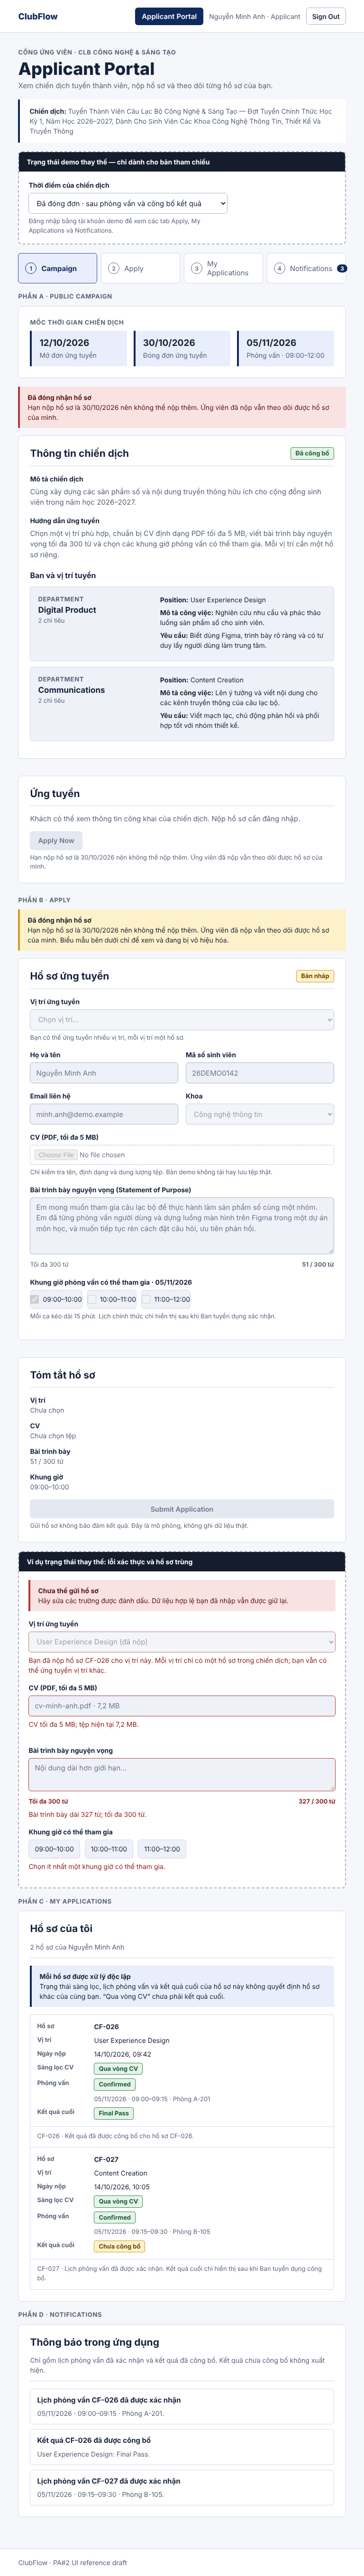 ClubFlow
Applicant Portal
Nguyễn Minh Anh · Applicant
Sign Out
CỔNG ỨNG VIÊN · CLB CÔNG NGHỆ & SÁNG TẠO
Applicant Portal
Xem chiến dịch tuyển thành viên, nộp hồ sơ và theo dõi từng hồ sơ của bạn.
Chiến dịch: Tuyển Thành Viên Câu Lạc Bộ Công Nghệ & Sáng Tạo — Đợt Tuyển Chính Thức Học
Kỳ 1, Năm Học 2026–2027, Dành Cho Sinh Viên Các Khoa Công Nghệ Thông Tin, Thiết Kế Và
Truyền Thông
Trạng thái demo thay thế — chỉ dành cho bản tham chiếu
Thời điểm của chiến dịch
Đã đóng đơn · sau phỏng vấn và công bố kết quả
Đăng nhập bằng tài khoản demo để xem các tab Apply, My
Applications và Notifications.
1 Campaign
2 Apply
3 My
Applications
4 Notifications 3
PHẦN A · PUBLIC CAMPAIGN
MỐC THỜI GIAN CHIẾN DỊCH
12/10/2026
Mở đơn ứng tuyển
30/10/2026
Đóng đơn ứng tuyển
05/11/2026
Phỏng vấn · 09:00–12:00
Đã đóng nhận hồ sơ
Hạn nộp hồ sơ là 30/10/2026 nên không thể nộp thêm. Ứng viên đã nộp vẫn theo dõi được hồ sơ
của mình.
Thông tin chiến dịch
Đã công bố
Mô tả chiến dịch
Cùng xây dựng các sản phẩm số và nội dung truyền thông hữu ích cho cộng đồng sinh
viên trong năm học 2026–2027.
Hướng dẫn ứng tuyển
Chọn một vị trí phù hợp, chuẩn bị CV định dạng PDF tối đa 5 MB, viết bài trình bày nguyện
vọng tối đa 300 từ và chọn các khung giờ phỏng vấn có thể tham gia. Mỗi vị trí cần một hồ
sơ riêng.
Ban và vị trí tuyển
DEPARTMENT
Digital Product
2 chỉ tiêu
Position: User Experience Design
Mô tả công việc: Nghiên cứu nhu cầu và phác thảo
luồng sản phẩm số cho sinh viên.
Yêu cầu: Biết dùng Figma, trình bày rõ ràng và có tư
duy lấy người dùng làm trung tâm.
DEPARTMENT
Communications
2 chỉ tiêu
Position: Content Creation
Mô tả công việc: Lên ý tưởng và viết nội dung cho
các kênh truyền thông của câu lạc bộ.
Yêu cầu: Viết mạch lạc, chủ động phản hồi và phối
hợp tốt với nhóm thiết kế.
Ứng tuyển
Khách có thể xem thông tin công khai của chiến dịch. Nộp hồ sơ cần đăng nhập.
Apply Now
Hạn nộp hồ sơ là 30/10/2026 nên không thể nộp thêm. Ứng viên đã nộp vẫn theo dõi được hồ sơ của
mình.
PHẦN B · APPLY
Đã đóng nhận hồ sơ
Hạn nộp hồ sơ là 30/10/2026 nên không thể nộp thêm. Ứng viên đã nộp vẫn theo dõi được hồ sơ
của mình. Biểu mẫu bên dưới chỉ để xem và đang bị vô hiệu hóa.
Hồ sơ ứng tuyển
Bản nháp
Vị trí ứng tuyển
Chọn vị trí...
Bạn có thể ứng tuyển nhiều vị trí, mỗi vị trí một hồ sơ.
Họ và tên
Mã số sinh viên
Nguyễn Minh Anh
26DEMO0142
Email liên hệ
Khoa
minh.anh@demo.example
Công nghệ thông tin
CV (PDF, tối đa 5 MB)
Choose File No file chosen
Chỉ kiểm tra tên, định dạng và dung lượng tệp. Bản demo không tải hay lưu tệp thật.
Bài trình bày nguyện vọng (Statement of Purpose)
Em mong muốn tham gia câu lạc bộ để thực hành làm sản phẩm số cùng một nhóm.
Em đã từng phỏng vấn người dùng và dựng luồng màn hình trên Figma trong một dự án
môn học, và muốn tiếp tục rèn cách đặt câu hỏi, ưu tiên phản hồi.
Tối đa 300 từ
51 / 300 từ
Khung giờ phỏng vấn có thể tham gia · 05/11/2026
09:00–10:00
10:00–11:00
11:00–12:00
Mỗi ca kéo dài 15 phút. Lịch chính thức chỉ hiển thị sau khi Ban tuyển dụng xác nhận.
Tóm tắt hồ sơ
Vị trí
Chưa chọn
CV
Chưa chọn tệp
Bài trình bày
51 / 300 từ
Khung giờ
09:00–10:00
Submit Application
Gửi hồ sơ không bảo đảm kết quả. Đây là mô phỏng, không ghi dữ liệu thật.
Ví dụ trạng thái thay thế: lỗi xác thực và hồ sơ trùng
Chưa thể gửi hồ sơ
Hãy sửa các trường được đánh dấu. Dữ liệu hợp lệ bạn đã nhập vẫn được giữ lại.
Vị trí ứng tuyển
User Experience Design (đã nộp)
Bạn đã nộp hồ sơ CF-026 cho vị trí này. Mỗi vị trí chỉ có một hồ sơ trong chiến dịch; bạn vẫn có
thể ứng tuyển vị trí khác.
CV (PDF, tối đa 5 MB)
cv-minh-anh.pdf · 7,2 MB
CV tối đa 5 MB; tệp hiện tại 7,2 MB.
Bài trình bày nguyện vọng
Nội dung dài hơn giới hạn...
Tối đa 300 từ
327 / 300 từ
Bài trình bày dài 327 từ; tối đa 300 từ.
Khung giờ có thể tham gia
09:00–10:00
10:00–11:00
11:00–12:00
Chọn ít nhất một khung giờ có thể tham gia.
PHẦN C · MY APPLICATIONS
Hồ sơ của tôi
2 hồ sơ của Nguyễn Minh Anh
Mỗi hồ sơ được xử lý độc lập
Trạng thái sàng lọc, lịch phỏng vấn và kết quả cuối của hồ sơ này không quyết định hồ sơ
khác của cùng bạn. “Qua vòng CV” chưa phải kết quả cuối.
Hồ sơ
CF-026
Vị trí
User Experience Design
Ngày nộp
14/10/2026, 09:42
Sàng lọc CV
Qua vòng CV
Phỏng vấn
Confirmed
05/11/2026 · 09:00–09:15 · Phòng A-201
Kết quả cuối
Final Pass
CF-026 · Kết quả đã được công bố cho hồ sơ CF-026.
Hồ sơ
CF-027
Vị trí
Content Creation
Ngày nộp
14/10/2026, 10:05
Sàng lọc CV
Qua vòng CV
Phỏng vấn
Confirmed
05/11/2026 · 09:15–09:30 · Phòng B-105
Kết quả cuối
Chưa công bố
CF-027 · Lịch phỏng vấn đã được xác nhận. Kết quả cuối chỉ hiển thị sau khi Ban tuyển dụng công
bố.
PHẦN D · NOTIFICATIONS
Thông báo trong ứng dụng
Chỉ gồm lịch phỏng vấn đã xác nhận và kết quả đã công bố. Kết quả chưa công bố không xuất
hiện.
Lịch phỏng vấn CF-026 đã được xác nhận
05/11/2026 · 09:00–09:15 · Phòng A-201.
Kết quả CF-026 đã được công bố
User Experience Design: Final Pass.
Lịch phỏng vấn CF-027 đã được xác nhận
05/11/2026 · 09:15–09:30 · Phòng B-105.
ClubFlow · PA#2 UI reference draft